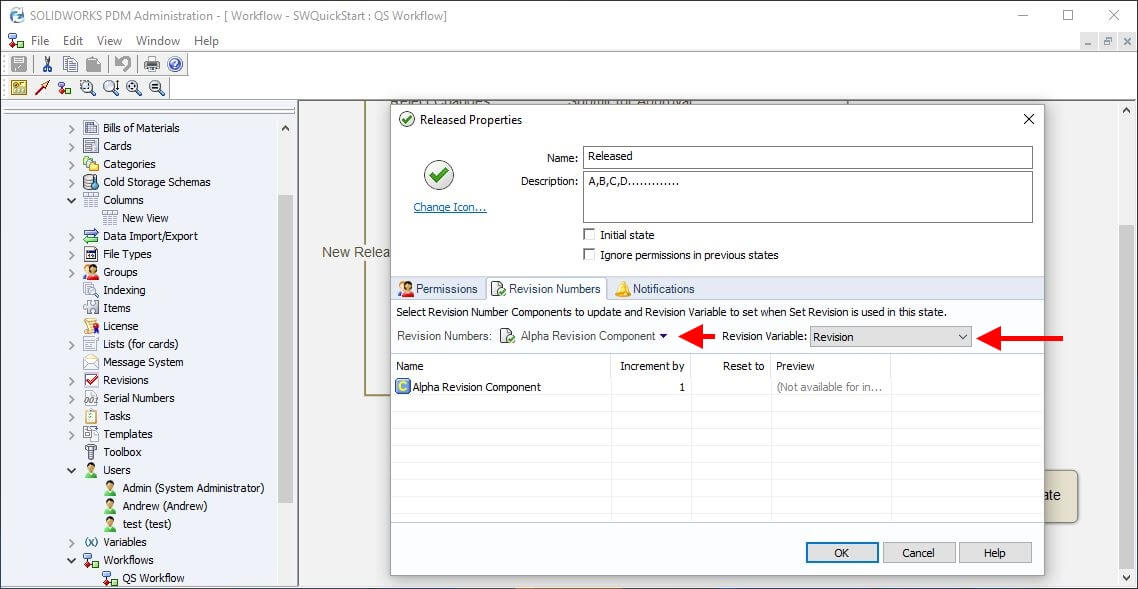 SOLIDWORKS PDM Administration - [ Workflow - SWQuickStart : QS Workflow]
File Edit View Window Help
Bills of Materials
Cards
Categories
Cold Storage Schemas
Columns
New View
Data Import/Export
File Types
Groups
Indexing
Items
License
Lists (for cards)
Message System
Revisions
Serial Numbers
Tasks
Templates
Toolbox
Users
Admin (System Administrator)
Andrew (Andrew)
test (test)
Variables
Workflows
QS Workflow
Reject Changes Submit for Approval
New Relea
ate
Released Properties
Name: Released
Change Icon...
Description: A,B,C,D.............
Initial state
Ignore permissions in previous states
Permissions Revision Numbers Notifications
Select Revision Number Components to update and Revision Variable to set when Set Revision is used in this state.
Revision Numbers: Alpha Revision Component Revision Variable: Revision
Name Increment by Reset to Preview
Alpha Revision Component 1 (Not available for in...
OK Cancel Help